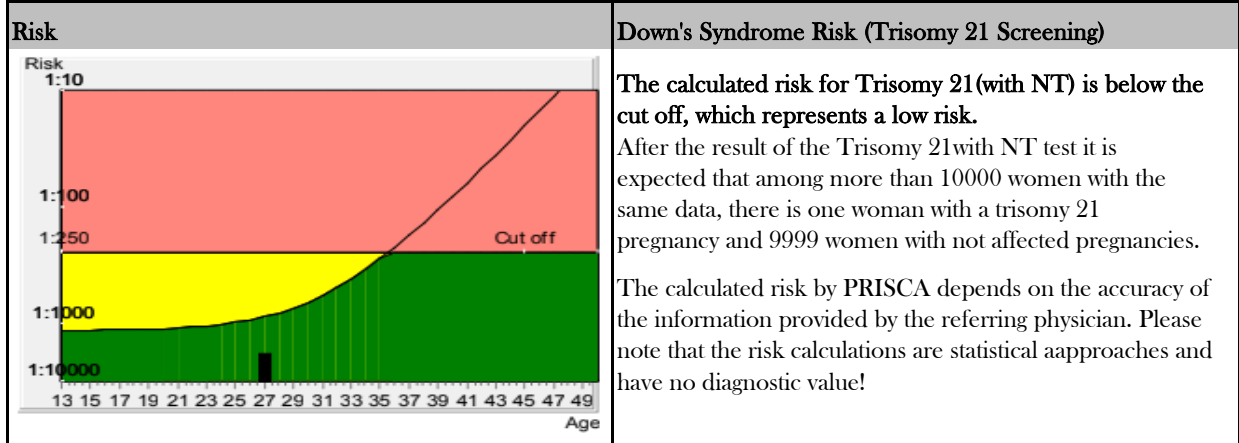 Risk
Down's Syndrome Risk (Trisomy 21 Screening)
Risk
1:10
1:100
1:250
Cut off
1:1000
1:10000
13 15 17 19 21 23 25 27 29 31 33 35 37 39 41 43 45 47 49
Age
The calculated risk for Trisomy 21(with NT) is below the
cut off, which represents a low risk.
After the result of the Trisomy 21with NT test it is
expected that among more than 10000 women with the
same data, there is one woman with a trisomy 21
pregnancy and 9999 women with not affected pregnancies.
The calculated risk by PRISCA depends on the accuracy of
the information provided by the referring physician. Please
note that the risk calculations are statistical aapproaches and
have no diagnostic value!